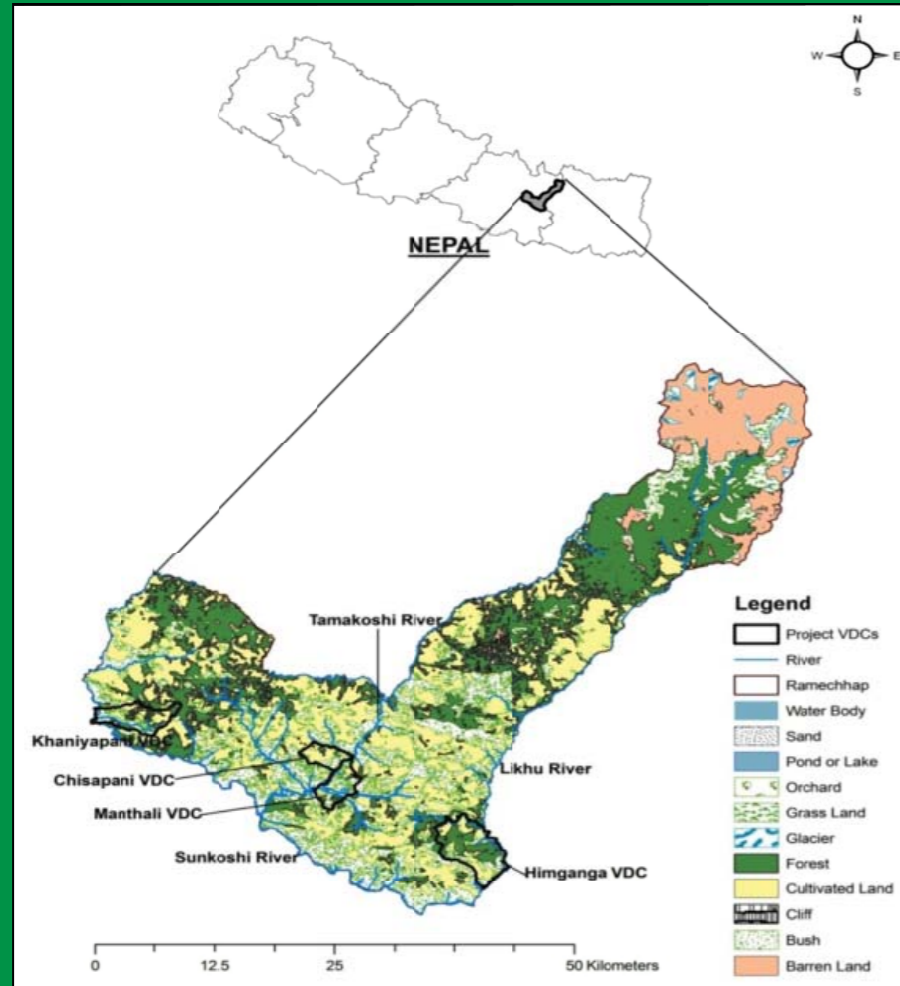 N
W E
S
NEPAL
Tamakoshi River
Khaniyapani VDC
Chisapani VDC
Manthali VDC
Sunkoshi River
Likhu River
Himganga VDC
Legend
Project VDCs
River
Ramechhap
Water Body
Sand
Pond or Lake
Orchard
Grass Land
Glacier
Forest
Cultivated Land
Cliff
Bush
Barren Land
0 12.5 25 50 Kilometers